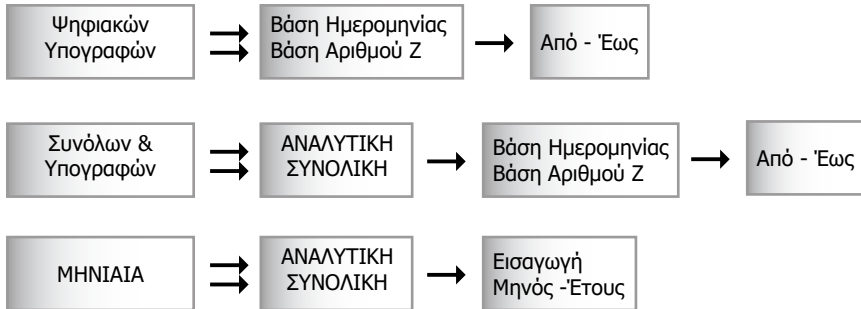 Ψηφιακών
Υπογραφών
Βάση Ημερομηνίας
Βάση Αριθμού Ζ
Από - Έως
Συνόλων &
Υπογραφών
ΑΝΑΛΥΤΙΚΗ
ΣΥΝΟΛΙΚΗ
Βάση Ημερομηνίας
Βάση Αριθμού Ζ
Από - Έως
ΜΗΝΙΑΙΑ
ΑΝΑΛΥΤΙΚΗ
ΣΥΝΟΛΙΚΗ
Εισαγωγή
Μηνός -Έτους